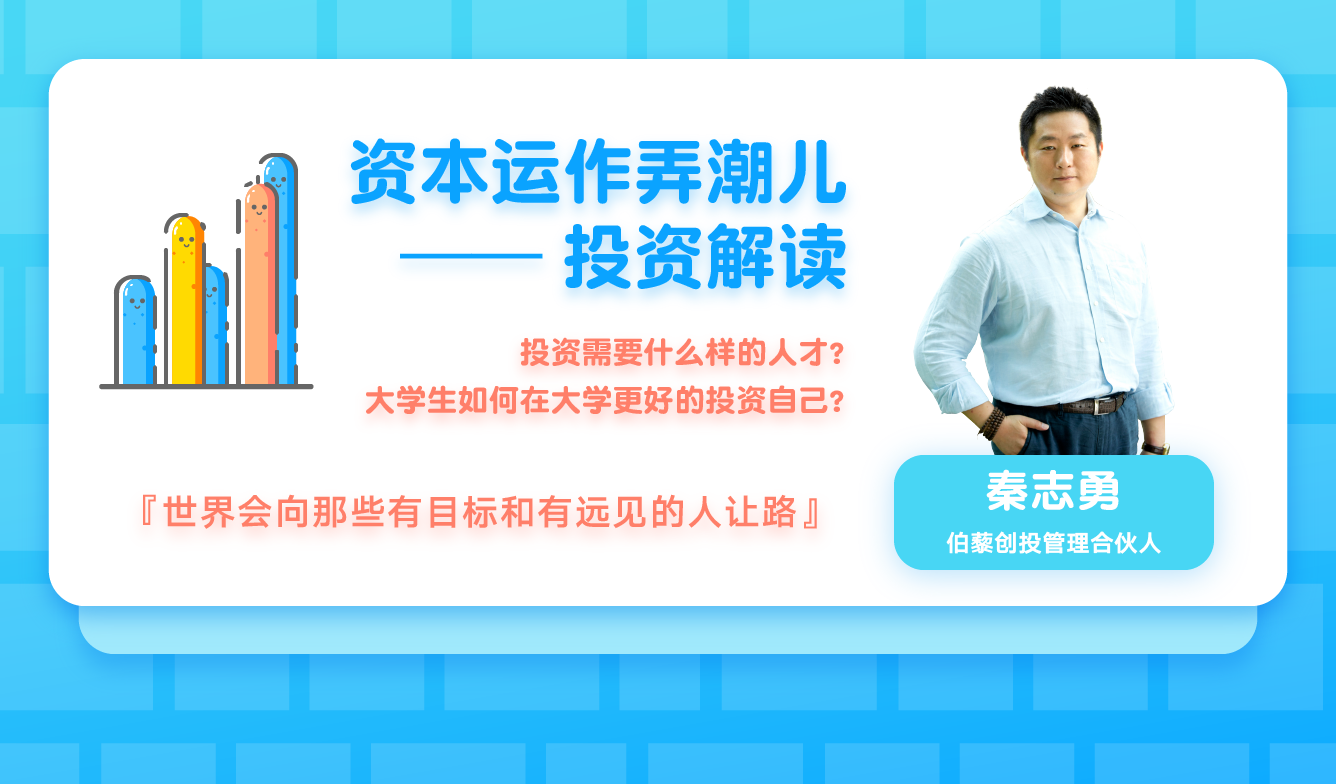 资本运作弄潮儿
——投资解读
投资需要什么样的人才?
大学生如何在大学更好的投资自己?
『世界会向那些有目标和有远见的人让路』
秦志勇
伯藜创投管理合伙人